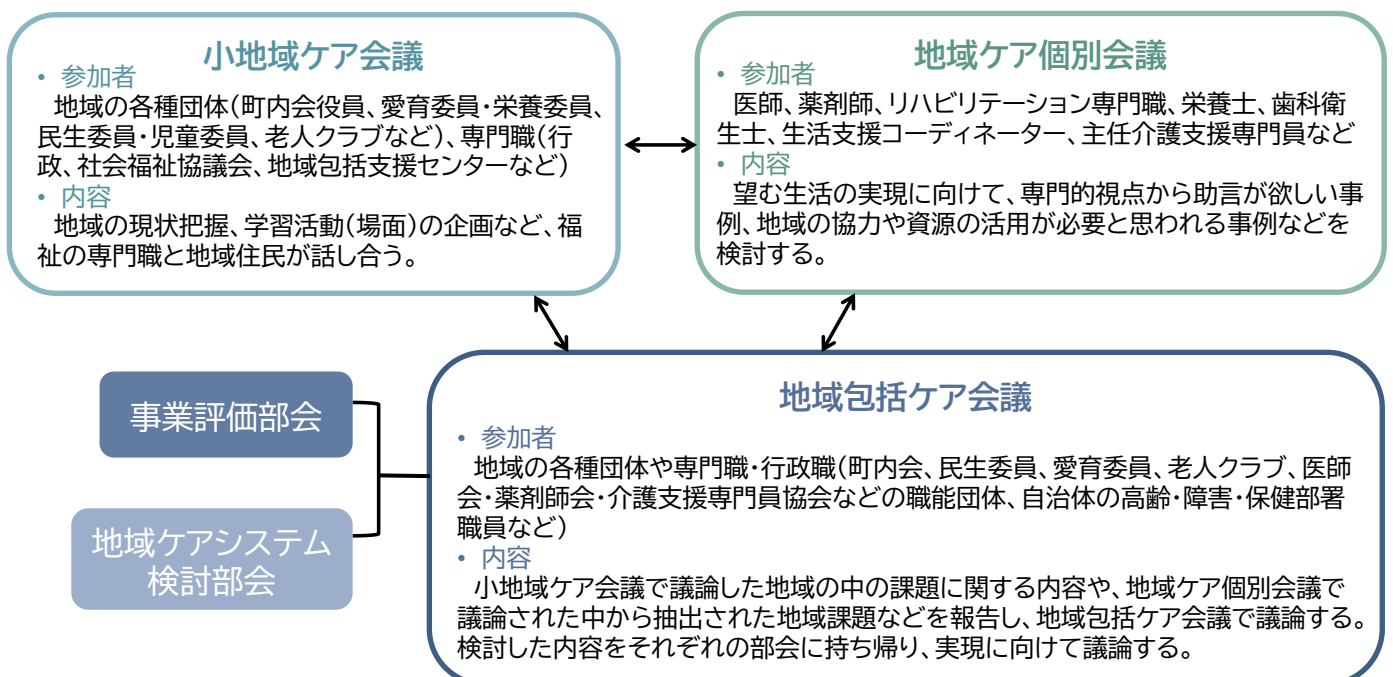 小地域ケア会議
• 参加者
地域の各種団体(町内会役員、愛育委員・栄養委員、
民生委員・児童委員、老人クラブなど)、専門職(行
政、社会福祉協議会、地域包括支援センターなど)
• 内容
地域の現状把握、学習活動(場面)の企画など、福
祉の専門職と地域住民が話し合う。
地域ケア個別会議
• 参加者
医師、薬剤師、リハビリテーション専門職、栄養士、歯科衛
生士、生活支援コーディネーター、主任介護支援専門員など
• 内容
望む生活の実現に向けて、専門的視点から助言が欲しい事
例、地域の協力や資源の活用が必要と思われる事例などを
検討する。
事業評価部会
地域ケアシステム
検討部会
地域包括ケア会議
• 参加者
地域の各種団体や専門職・行政職(町内会、民生委員、愛育委員、老人クラブ、医師
会・薬剤師会・介護支援専門員協会などの職能団体、自治体の高齢・障害・保健部署
職員など)
• 内容
小地域ケア会議で議論した地域の中の課題に関する内容や、地域ケア個別会議で
議論された中から抽出された地域課題などを報告し、地域包括ケア会議で議論する。
検討した内容をそれぞれの部会に持ち帰り、実現に向けて議論する。